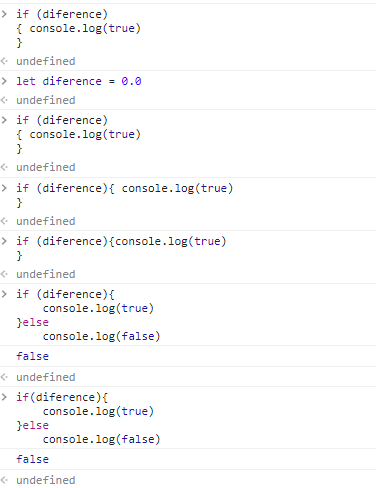 > if (diference)
{ console.log(true)
}
<· undefined
> let diference = 0.0
<· undefined
> if (diference)
{ console.log(true)
}
<· undefined
> if (diference){ console.log(true)
}
<· undefined
> if (diference){console.log(true)
}
<· undefined
> if (diference){
    console.log(true)
}else
    console.log(false)
false
<· undefined
> if(diference){
    console.log(true)
}else
    console.log(false)
false
<· undefined